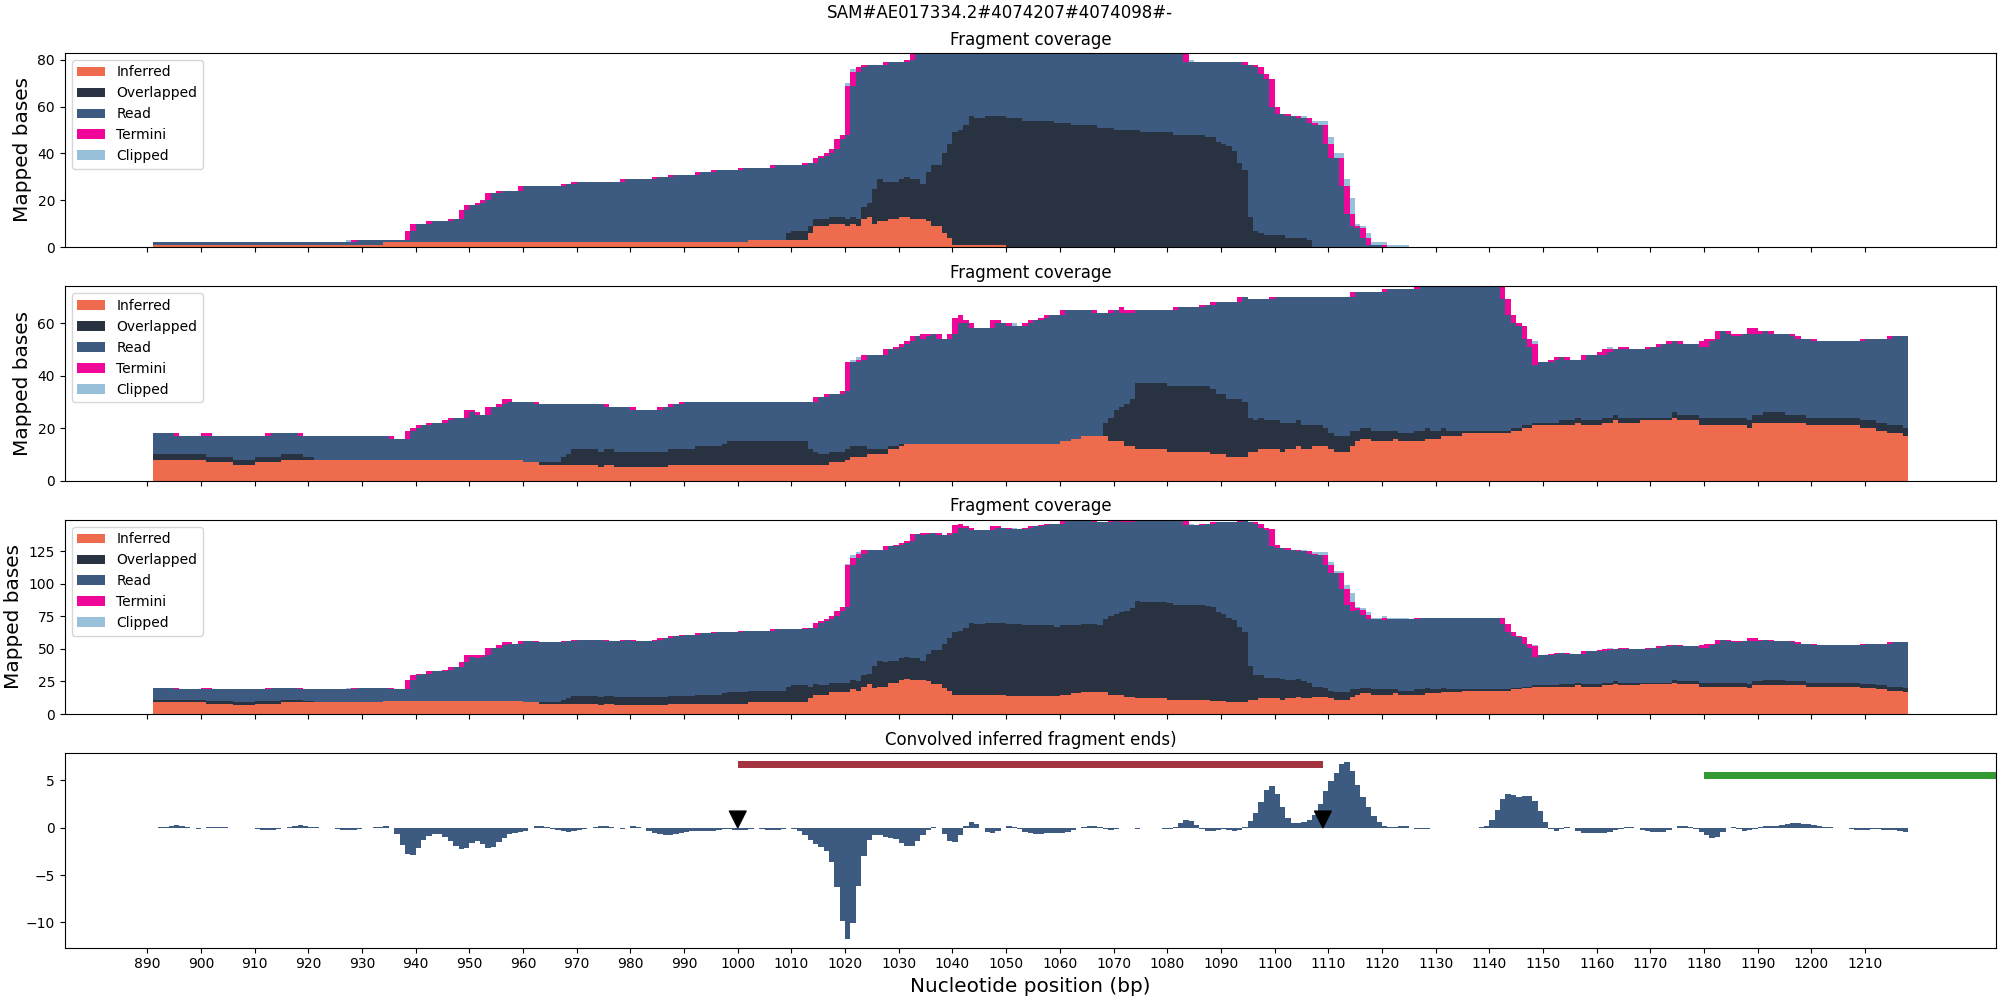 SAM#AE017334.2#4074207#4074098#-
Fragment coverage
Mapped bases
80
60
40
20
0
Inferred
Overlapped
Read
Termini
Clipped
Fragment coverage
Mapped bases
60
40
20
0
Inferred
Overlapped
Read
Termini
Clipped
Fragment coverage
Mapped bases
125
100
75
50
25
0
Inferred
Overlapped
Read
Termini
Clipped
Convolved inferred fragment ends)
5
0
−5
−10
890 900 910 920 930 940 950 960 970 980 990 1000 1010 1020 1030 1040 1050 1060 1070 1080 1090 1100 1110 1120 1130 1140 1150 1160 1170 1180 1190 1200 1210
Nucleotide position (bp)